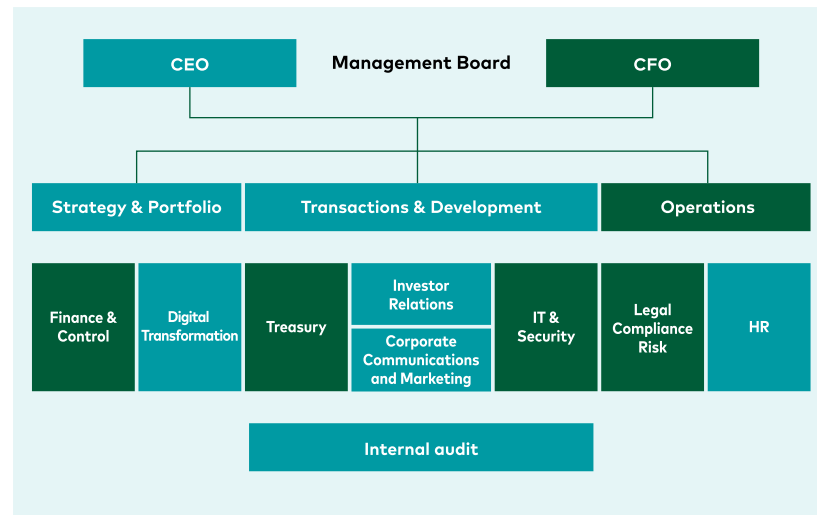 CEO
Management Board
CFO
Strategy & Portfolio
Transactions & Development
Operations
Finance &
Control
Digital
Transformation
Treasury
Investor
Relations
Corporate
Communications
and Marketing
IT &
Security
Legal
Compliance
Risk
HR
Internal audit